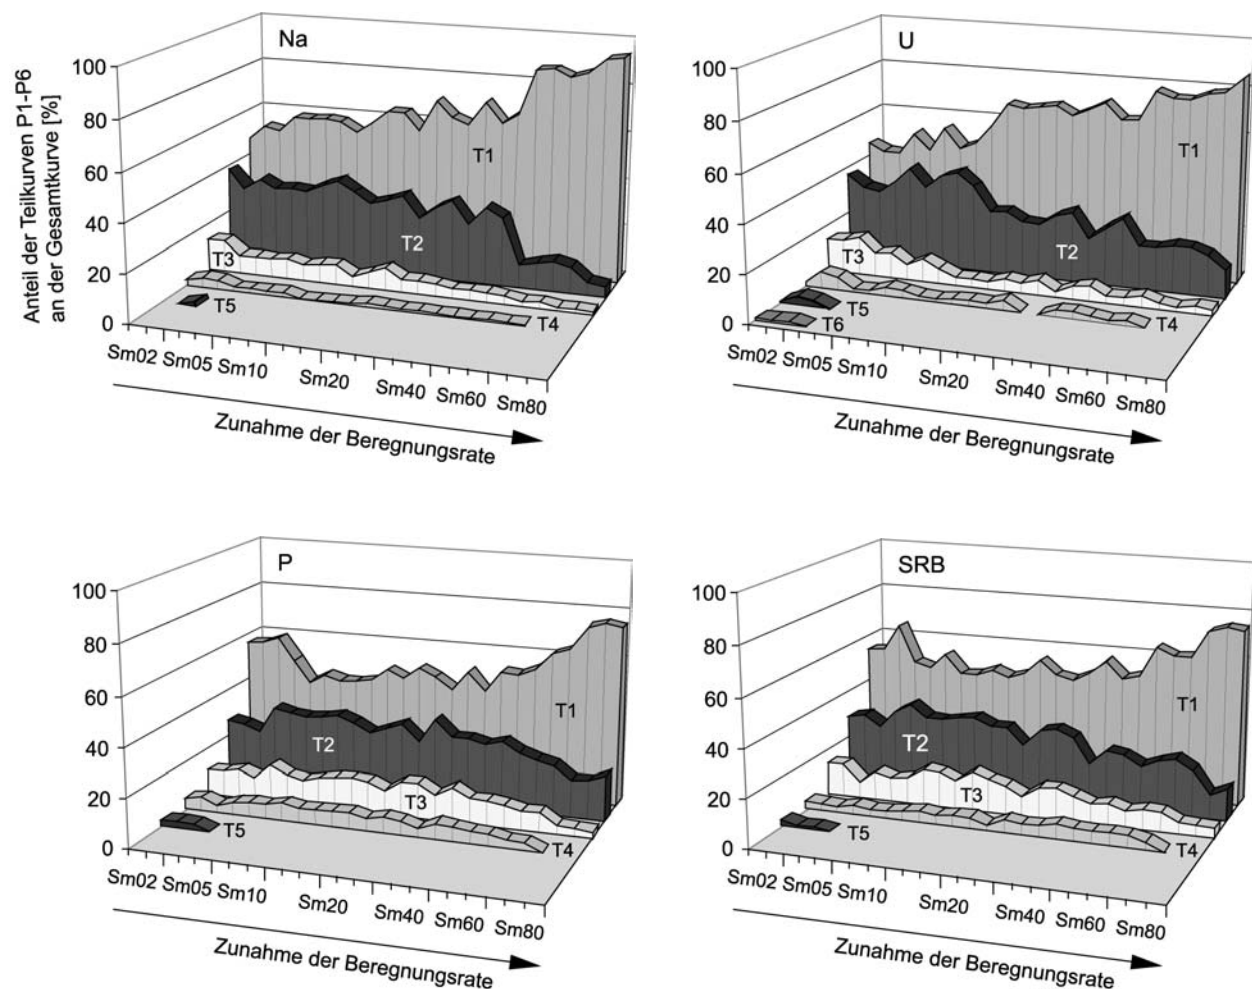 Na
Anteil der Teilkurven P1-P6
an der Gesamtkurve [%]
100
80
60
40
20
0
T1
T2
T3
T4
T5
Sm02 Sm05 Sm10 Sm20 Sm40 Sm60 Sm80
Zunahme der Beregnungsrate
U
100
80
60
40
20
0
T1
T2
T3
T4
T5
T6
Sm02 Sm05 Sm10 Sm20 Sm40 Sm60 Sm80
Zunahme der Beregnungsrate
P
100
80
60
40
20
0
T1
T2
T3
T4
T5
Sm02 Sm05 Sm10 Sm20 Sm40 Sm60 Sm80
Zunahme der Beregnungsrate
SRB
100
80
60
40
20
0
T1
T2
T3
T4
T5
Sm02 Sm05 Sm10 Sm20 Sm40 Sm60 Sm80
Zunahme der Beregnungsrate